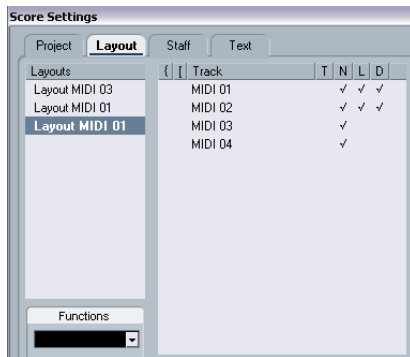 Score Settings
Project Layout Staff Text
Layouts { [ Track T N L D
Layout MIDI 03 MIDI 01 √ √ √
Layout MIDI 01 MIDI 02 √ √ √
Layout MIDI 01 MIDI 03 √
MIDI 04 √
Functions